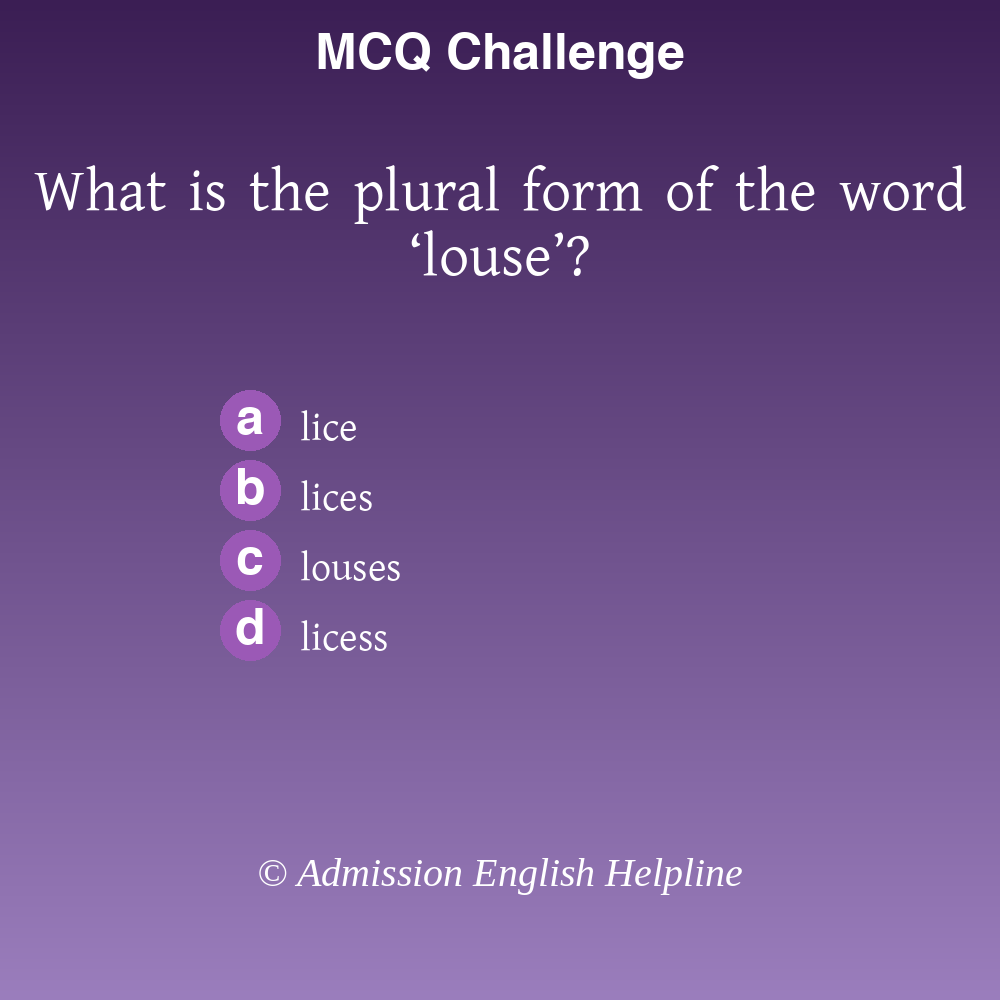 MCQ Challenge
What is the plural form of the word
‘louse’?
a lice
b lices
c louses
d licess
© Admission English Helpline